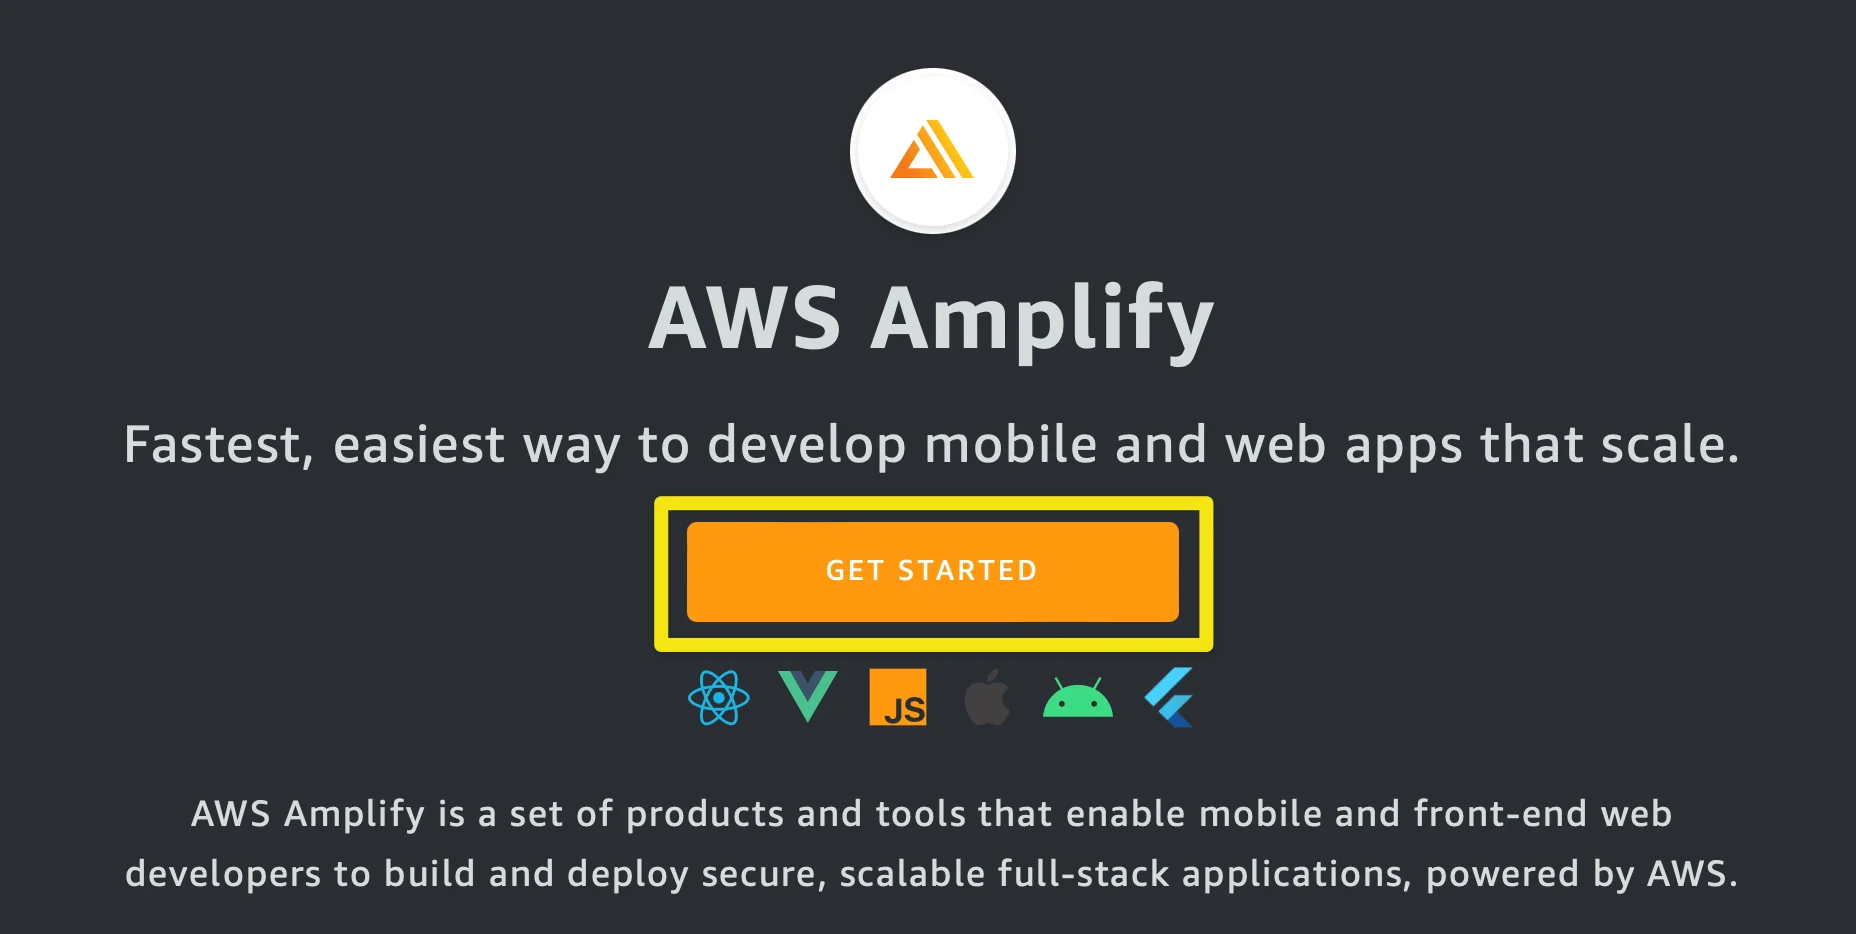 AWS Amplify
Fastest, easiest way to develop mobile and web apps that scale.
GET STARTED
JS
AWS Amplify is a set of products and tools that enable mobile and front-end web
developers to build and deploy secure, scalable full-stack applications, powered by AWS.